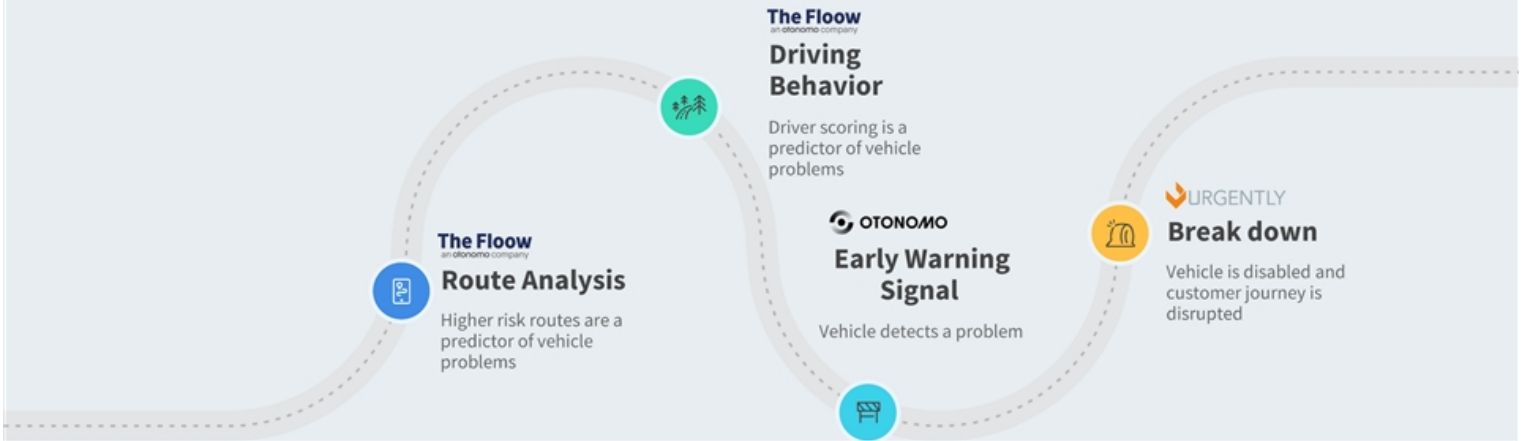 The Floow
an otonomo company
Route Analysis
Higher risk routes are a
predictor of vehicle
problems
The Floow
an otonomo company
Driving
Behavior
Driver scoring is a
predictor of vehicle
problems
OTONOMO
Early Warning
Signal
Vehicle detects a problem
URGENTLY
Break down
Vehicle is disabled and
customer journey is
disrupted